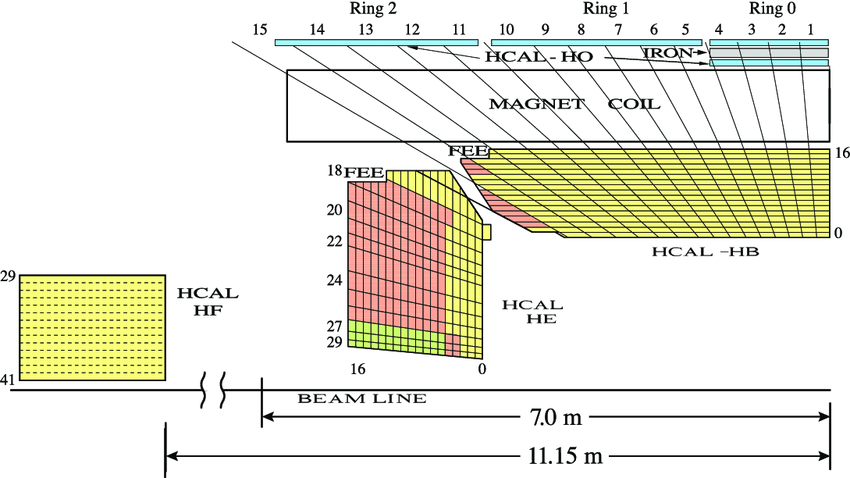 Ring 2 Ring 1 Ring 0
15 14 13 12 11 10 9 8 7 6 5 4 3 2 1
HCAL - HO
IRON
MAGNET COIL
FEE
16
18 FEE
20
0
22
HCAL - HB
24
29
HCAL
HF
HCAL
HE
27
29
16 0
41
BEAM LINE
7.0 m
11.15 m